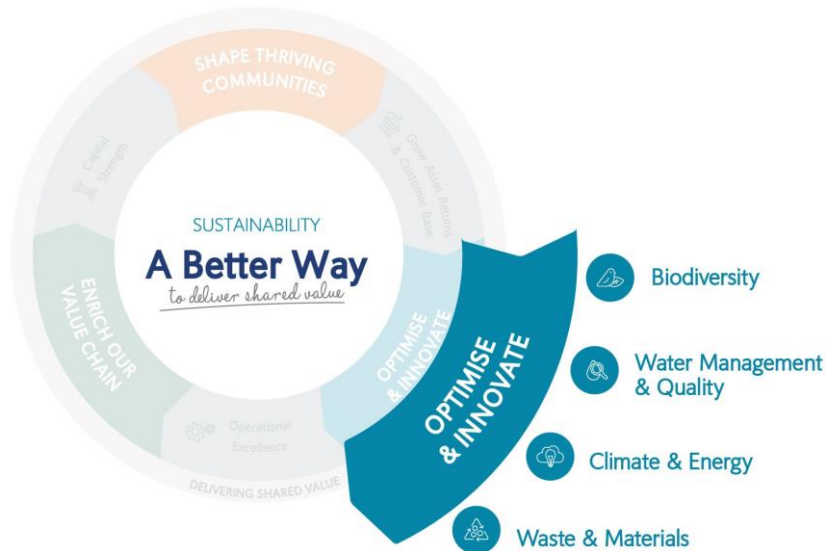 SHAPE THRIVING
COMMUNITIES
Capital
Strength
Grow Asset Returns
& Customer Base
SUSTAINABILITY
A Better Way
to deliver shared value
ENRICH OUR
VALUE CHAIN
OPTIMISE
& INNOVATE
Operational
Excellence
DELIVERING SHARED VALUE
OPTIMISE
& INNOVATE
Biodiversity
Water Management
& Quality
Climate & Energy
Waste & Materials